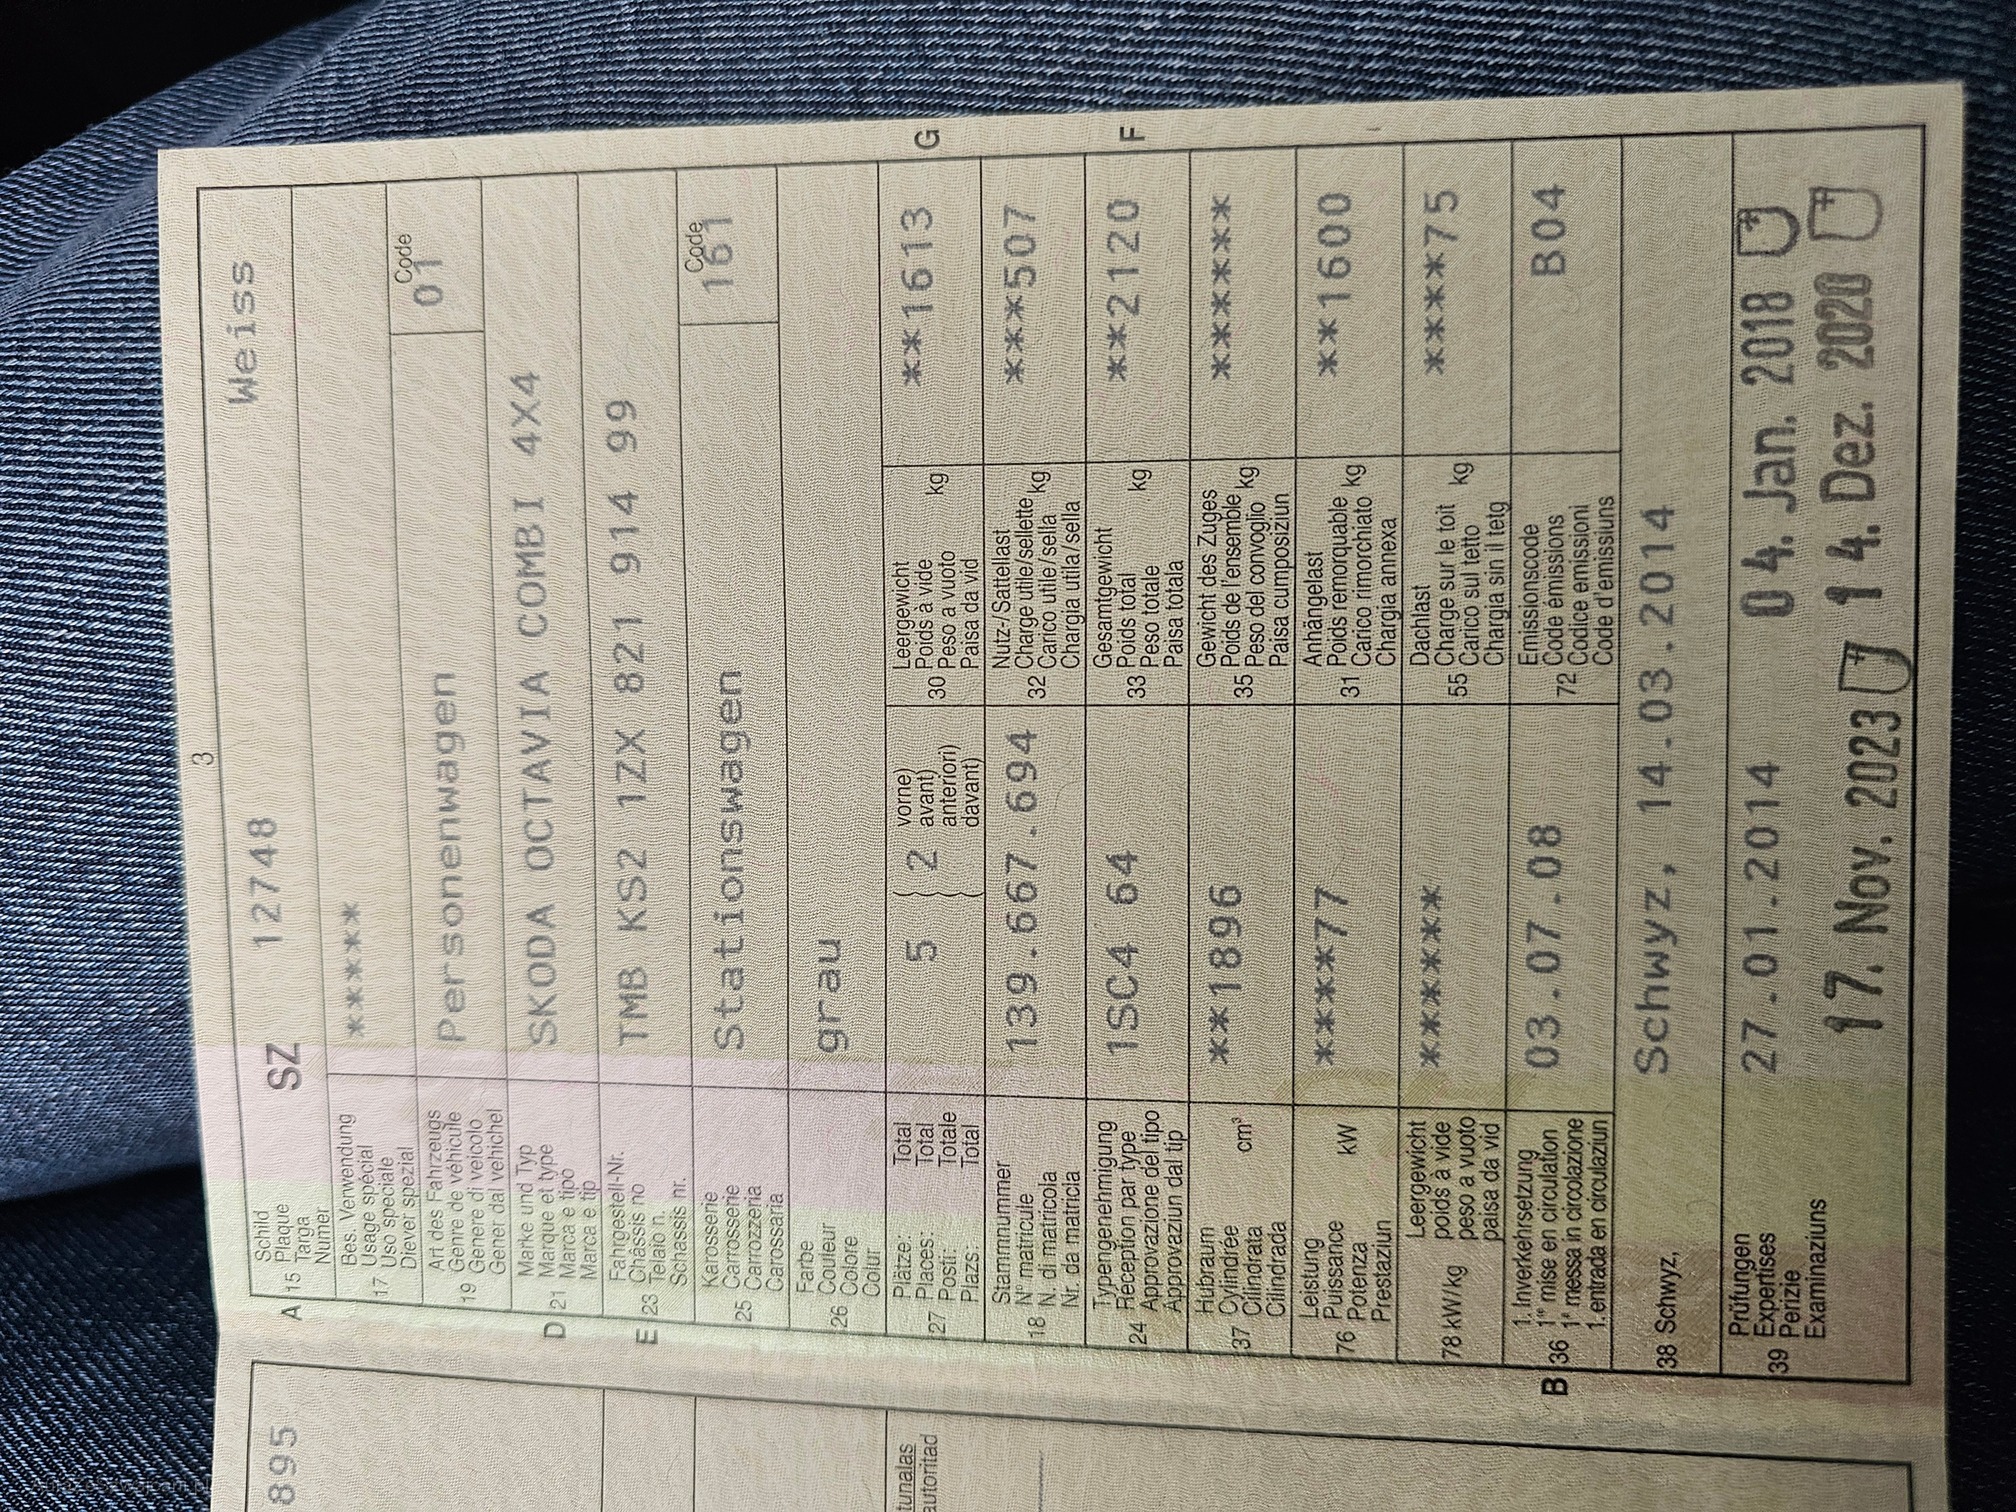 3
A 15 Schild
Plaque
Targa
Numer
SZ 12748 Weiss
17 Bes. Verwendung
Usage spécial
Uso speciale
Diever spezial
*****
19 Art des Fahrzeugs
Genre de véhicule
Genere di veicolo
Gener dal vehichel
Personenwagen
Code
01
D 21 Marke und Typ
Marque et type
Marca e tipo
Marca e tip
SKODA OCTAVIA COMBI 4X4
E 23 Fahrgestell-Nr.
Châssis no
Telaio n.
Schassis nr.
TMB KS2 1ZX 821 914 99
25 Karosserie
Carrosserie
Carrozzeria
Carossaria
Stationswagen
Code
161
26 Farbe
Couleur
Colore
Colur
grau
27 Plätze: Total
Places: Total
Posti: Totale
Plazs: Total
5 2
vorne)
avant)
anteriori)
davant)
30 Leergewicht
Poids à vide
Peso a vuoto kg
Paisa da vid
**1613 G
18 Stammnummer
N° matricule
N. di matricola
Nr. da matricla
139.667.694
32 Nutz-/Sattellast
Charge utile/sellette
Carico utile/sella kg
Chargia utila/sella
***507
24 Typengenehmigung
Réception par type
Approvazione del tipo
Approvaziun dal tip
1SC4 64
33 Gesamtgewicht
Poids total
Peso totale kg
Paisa totala
**2120 F
37 Hubraum
Cylindrée
Cilindrata cm³
Cilindrada
**1896
35 Gewicht des Zuges
Poids de l'ensemble
Peso del convoglio kg
Paisa cumposiziun
*******
76 Leistung
Puissance
Potenza kW
Prestaziun
*****77
31 Anhängelast
Poids remorquable
Carico rimorchiato kg
Chargia annexa
**1600
78 kW/kg Leergewicht
poids à vide
peso a vuoto
paisa da vid
*******
55 Dachlast
Charge sur le toit
Carico sul tetto kg
Chargia sin il tetg
*****75
B 36 1. Inverkehrsetzung
1re mise en circulation
1a messa in circolazione
1. entrada en circulaziun
03.07.08
72 Emissionscode
Code émissions
Codice emissioni
Code d'emissiuns
B04
38 Schwyz,
Schwyz, 14.03.2014
39 Prüfungen
Expertises
Perizie
Examinaziuns
27.01.2014 04. Jan. 2018
17. Nov. 2023 14. Dez. 2020
895
tunalas
autoritad